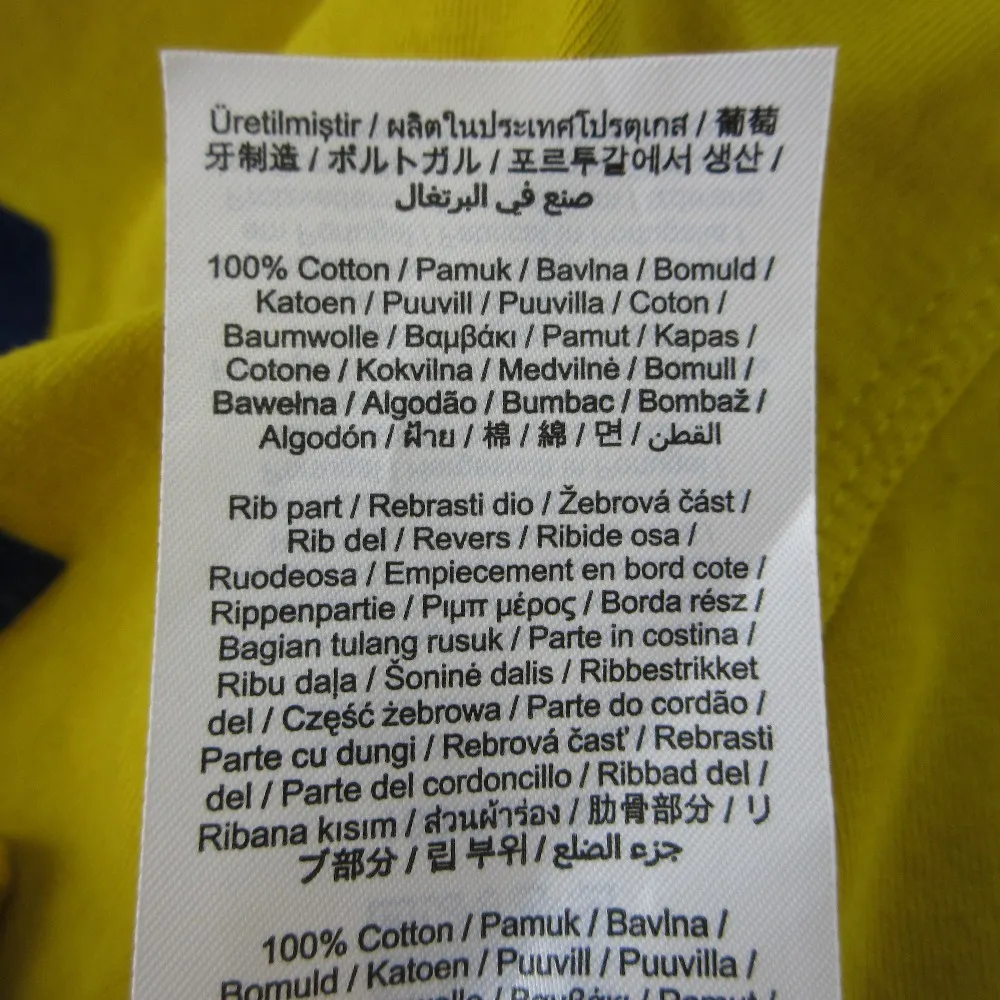 Üretilmiştir / ผลิตในประเทศโปรตุเกส / 葡萄
牙制造 / ポルトガル / 포르투갈에서 생산 /
صنع في البرتغال
100% Cotton / Pamuk / Bavlna / Bomuld /
Katoen / Puuvill / Puuvilla / Coton /
Baumwolle / Βαμβάκι / Pamut / Kapas /
Cotone / Kokvilna / Medvilnė / Bomull /
Bawełna / Algodão / Bumbac / Bombaž /
Algodón / ฝ้าย / 棉 / 綿 / 면 / القطن
Rib part / Rebrasti dio / Žebrová část /
Rib del / Revers / Ribide osa /
Ruodeosa / Empiecement en bord cote /
Rippenpartie / Ριμπ μέρος / Borda rész /
Bagian tulang rusuk / Parte in costina /
Ribu daļa / Šoninė dalis / Ribbestrikket
del / Część żebrowa / Parte do cordão /
Parte cu dungi / Rebrová časť / Rebrasti
del / Parte del cordoncillo / Ribbad del /
Ribana kısım / ส่วนผ้าร่อง / 肋骨部分 / リ
ブ部分 / 립 부위 / جزء الضلع
100% Cotton / Pamuk / Bavlna /
Bomuld / Katoen / Puuvill / Puuvilla /